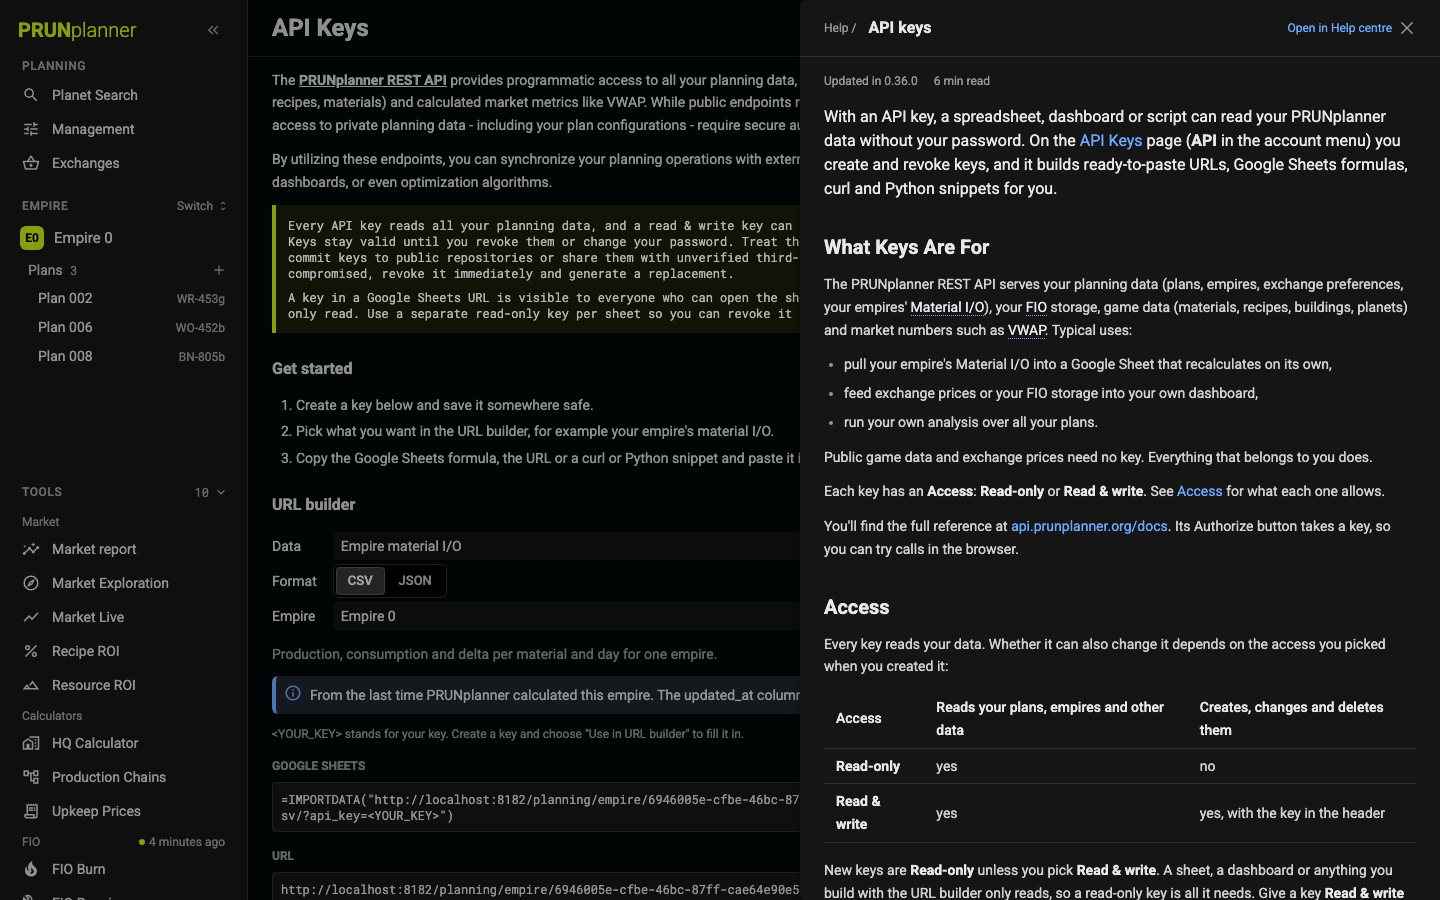 PRUNplanner
PLANNING
Planet Search
Management
Exchanges
EMPIRE
Switch
E0
Empire 0
Plans 3
Plan 002
WR-453g
Plan 006
WO-452b
Plan 008
BN-805b
TOOLS
10
Market
Market report
Market Exploration
Market Live
Recipe ROI
Resource ROI
Calculators
HQ Calculator
Production Chains
Upkeep Prices
FIO
4 minutes ago
FIO Burn
API Keys
The PRUNplanner REST API provides programmatic access to all your planning data,
recipes, materials) and calculated market metrics like VWAP. While public endpoints
access to private planning data - including your plan configurations - require secure
By utilizing these endpoints, you can synchronize your planning operations with
dashboards, or even optimization algorithms.
Every API key reads all your planning data, and a read & write key can
Keys stay valid until you revoke them or change your password. Treat
commit keys to public repositories or share them with unverified third-
compromised, revoke it immediately and generate a replacement.
A key in a Google Sheets URL is visible to everyone who can open the
only read. Use a separate read-only key per sheet so you can revoke it
Get started
1. Create a key below and save it somewhere safe.
2. Pick what you want in the URL builder, for example your empire's material I/O.
3. Copy the Google Sheets formula, the URL or a curl or Python snippet and paste it
URL builder
Data
Empire material I/O
Format
CSV
JSON
Empire
Empire 0
Production, consumption and delta per material and day for one empire.
From the last time PRUNplanner calculated this empire. The updated_at
<YOUR_KEY> stands for your key. Create a key and choose "Use in URL builder" to fill it in.
GOOGLE SHEETS
=IMPORTDATA("http://localhost:8182/planning/empire/6946005e-cfbe-46bc-87
sv/?api_key=<YOUR_KEY>")
URL
http://localhost:8182/planning/empire/6946005e-cfbe-46bc-87ff-cae64e90e5
Help / API keys
Open in Help centre
Updated in 0.36.0
6 min read
With an API key, a spreadsheet, dashboard or script can read your PRUNplanner
data without your password. On the API Keys page (API in the account menu) you
create and revoke keys, and it builds ready-to-paste URLs, Google Sheets formulas,
curl and Python snippets for you.
What Keys Are For
The PRUNplanner REST API serves your planning data (plans, empires, exchange preferences,
your empires' Material I/O), your FIO storage, game data (materials, recipes, buildings, planets)
and market numbers such as VWAP. Typical uses:
• pull your empire's Material I/O into a Google Sheet that recalculates on its own,
• feed exchange prices or your FIO storage into your own dashboard,
• run your own analysis over all your plans.
Public game data and exchange prices need no key. Everything that belongs to you does.
Each key has an Access: Read-only or Read & write. See Access for what each one allows.
You'll find the full reference at api.prunplanner.org/docs. Its Authorize button takes a key, so
you can try calls in the browser.
Access
Every key reads your data. Whether it can also change it depends on the access you picked
when you created it:
Access
Reads your plans, empires and other
data
Creates, changes and deletes
them
Read-only
yes
no
Read &
write
yes
yes, with the key in the header
New keys are Read-only unless you pick Read & write. A sheet, a dashboard or anything you
build with the URL builder only reads, so a read-only key is all it needs. Give a key Read & write